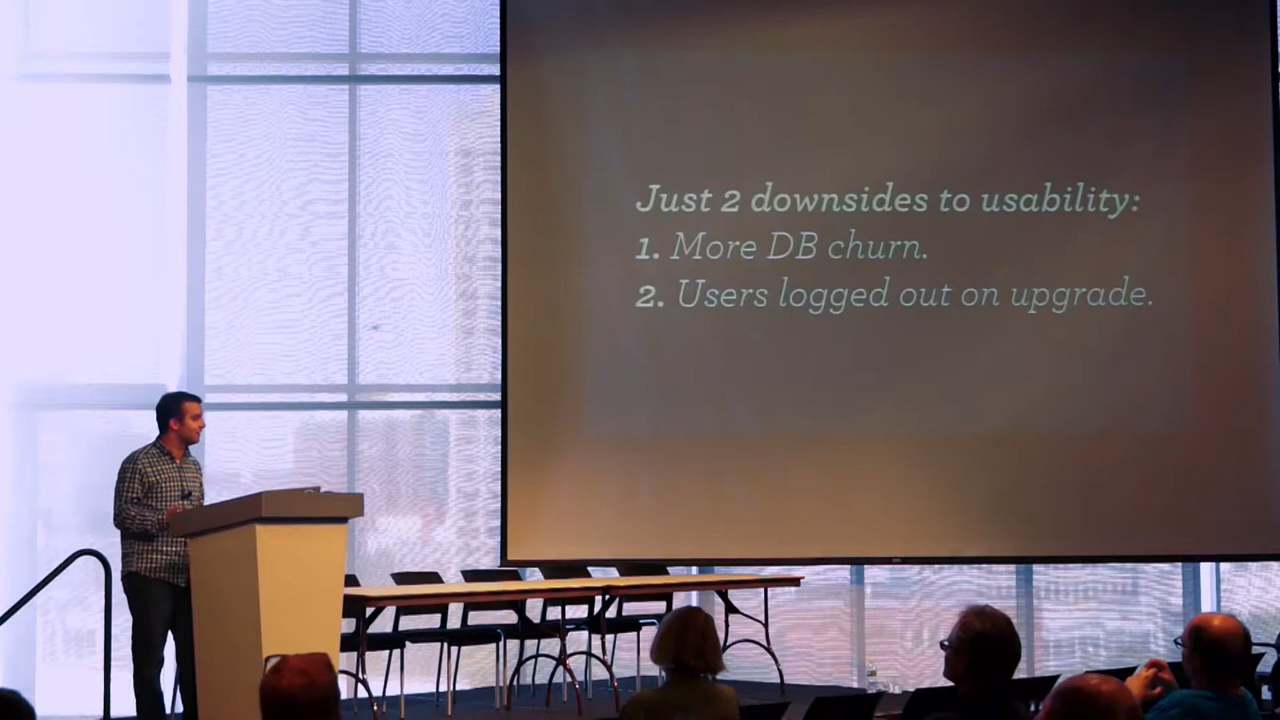 Just 2 downsides to usability:
1. More DB churn.
2. Users logged out on upgrade.